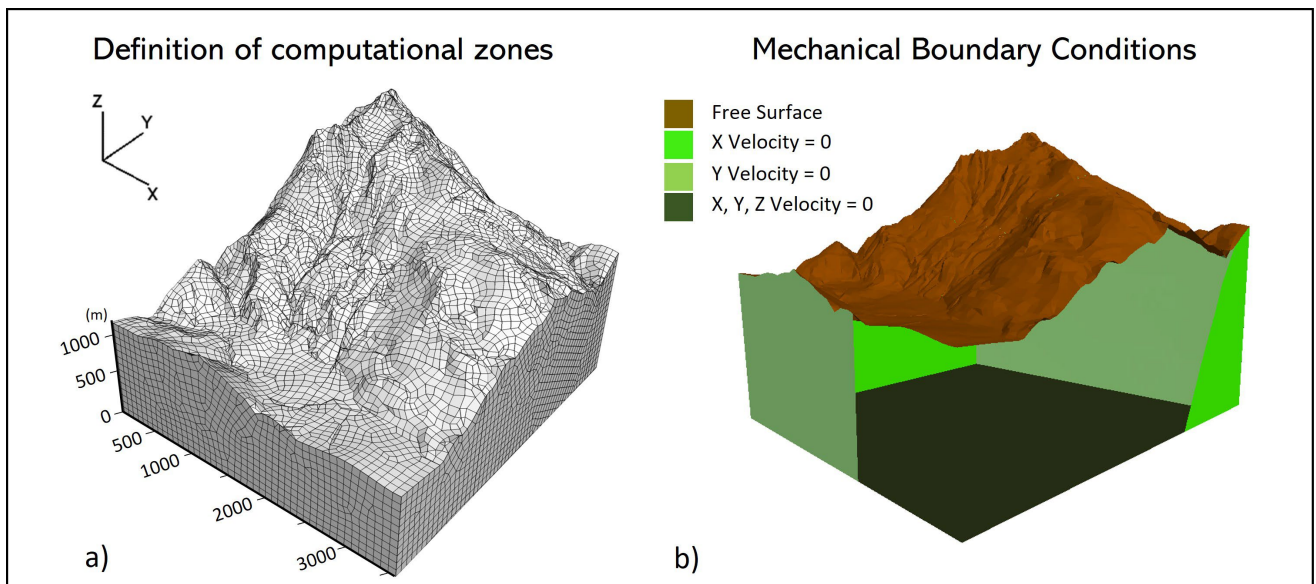 Definition of computational zones
Z
Y
X
(m)
1000
500
0
500
1000
2000
3000
a)
Mechanical Boundary Conditions
Free Surface
X Velocity = 0
Y Velocity = 0
X, Y, Z Velocity = 0
b)